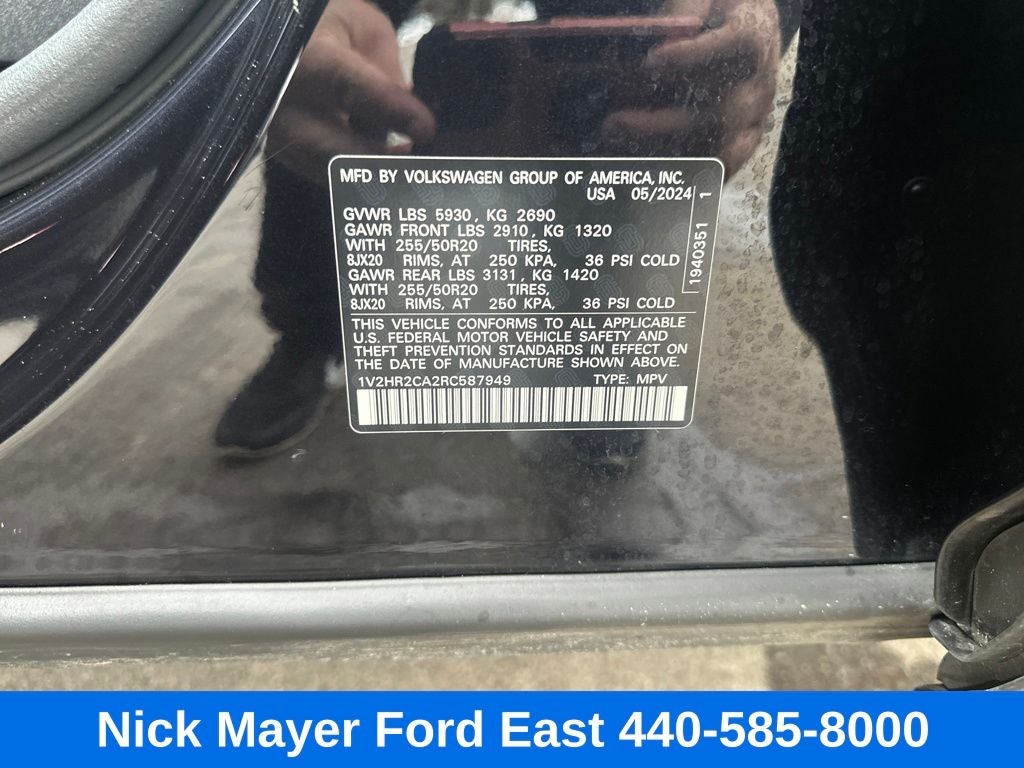 MFD BY VOLKSWAGEN GROUP OF AMERICA, INC.
USA 05/2024
GVWR LBS 5930, KG 2690
GAWR FRONT LBS 2910, KG 1320
WITH 255/50R20 TIRES,
8JX20 RIMS, AT 250 KPA, 36 PSI COLD
GAWR REAR LBS 3131, KG 1420
WITH 255/50R20 TIRES,
8JX20 RIMS, AT 250 KPA, 36 PSI COLD
THIS VEHICLE CONFORMS TO ALL APPLICABLE
U.S. FEDERAL MOTOR VEHICLE SAFETY AND
THEFT PREVENTION STANDARDS IN EFFECT ON
THE DATE OF MANUFACTURE SHOWN ABOVE.
1V2HR2CA2RC587949 TYPE: MPV
1940351 1
Nick Mayer Ford East 440-585-8000